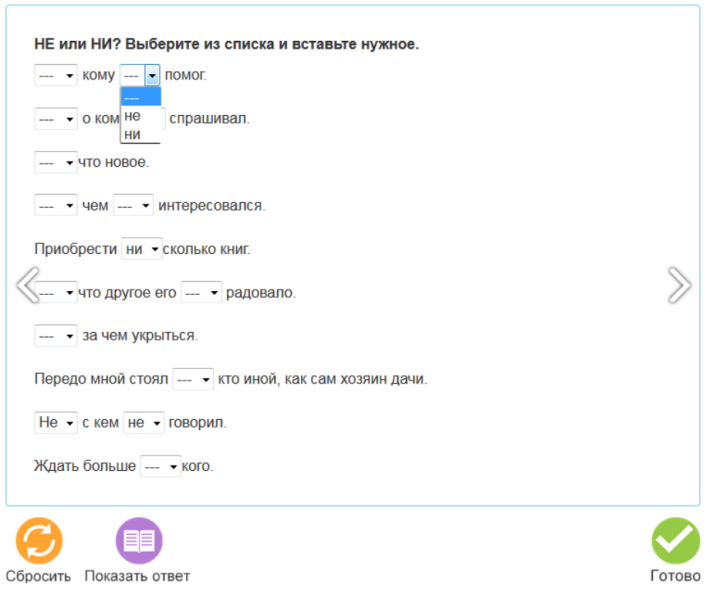 НЕ или НИ? Выберите из списка и вставьте нужное.
--- кому --- помог.
---
не
ни
--- о ком спрашивал.
--- что новое.
--- чем --- интересовался.
Приобрести ни сколько книг.
--- что другое его --- радовало.
--- за чем укрыться.
Передо мной стоял --- кто иной, как сам хозяин дачи.
Не с кем не говорил.
Ждать больше --- кого.
Сбросить Показать ответ Готово